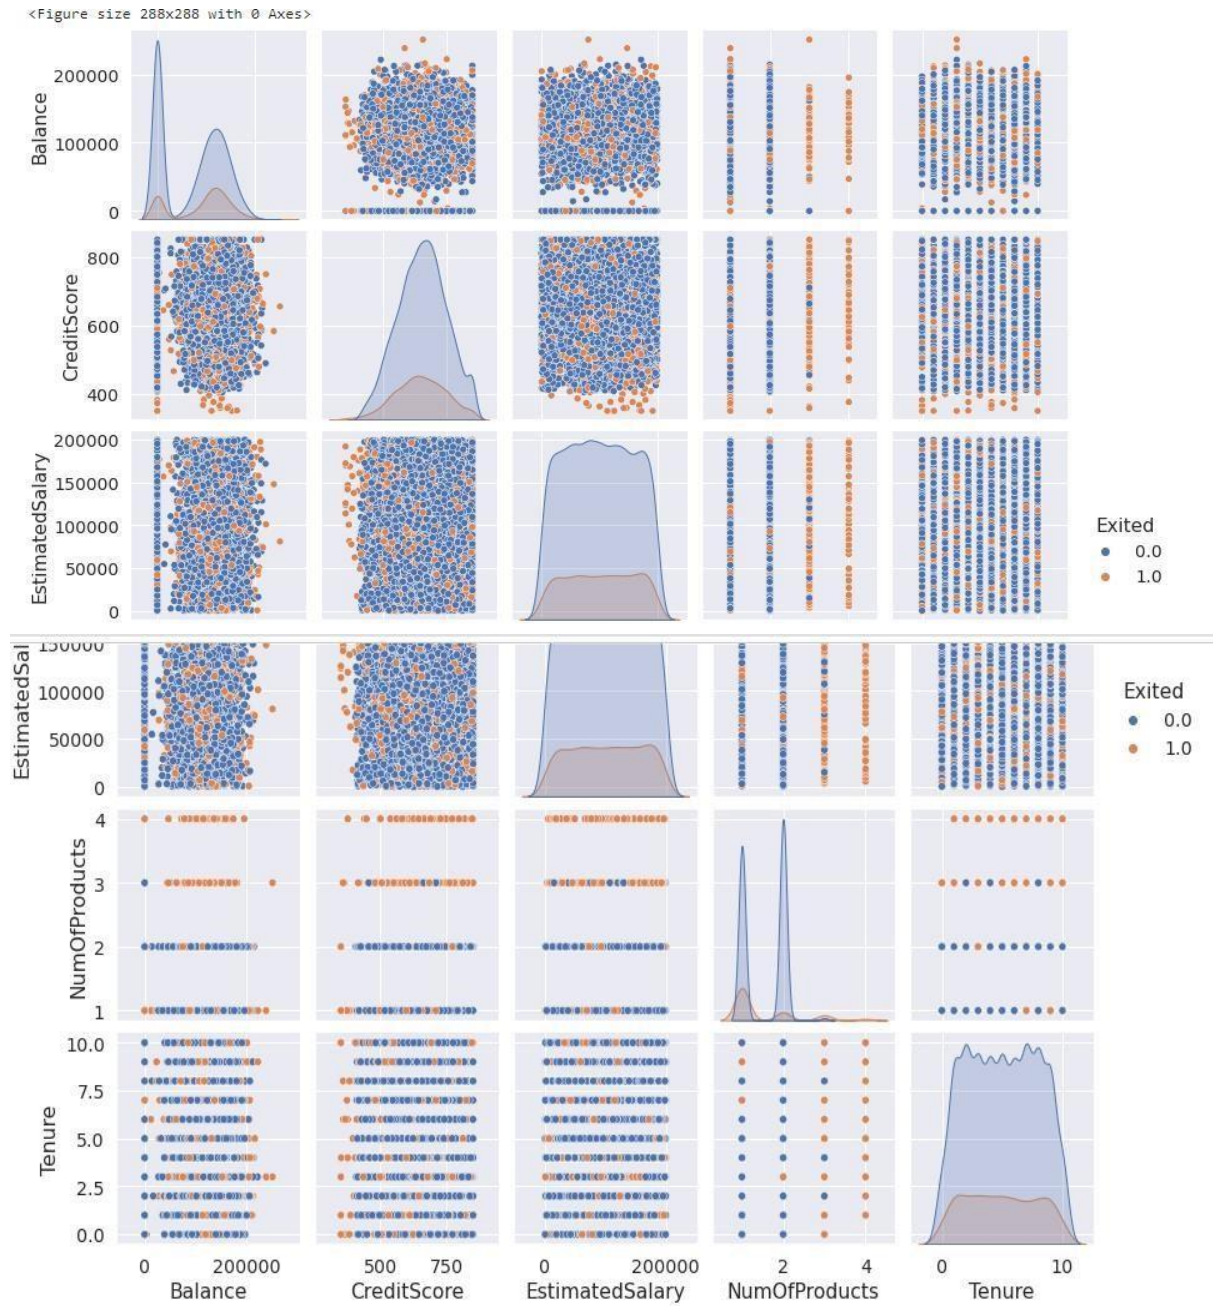 <Figure size 288x288 with 0 Axes>
200000
100000
0
Balance
800
600
400
CreditScore
200000
150000
100000
50000
0
EstimatedSalary
Exited
0.0
1.0
150000
100000
50000
0
EstimatedSal
Exited
0.0
1.0
4
3
2
1
NumOfProducts
10.0
7.5
5.0
2.5
0.0
Tenure
0 200000 500 750 0 200000 2 4 0 10
Balance CreditScore EstimatedSalary NumOfProducts Tenure